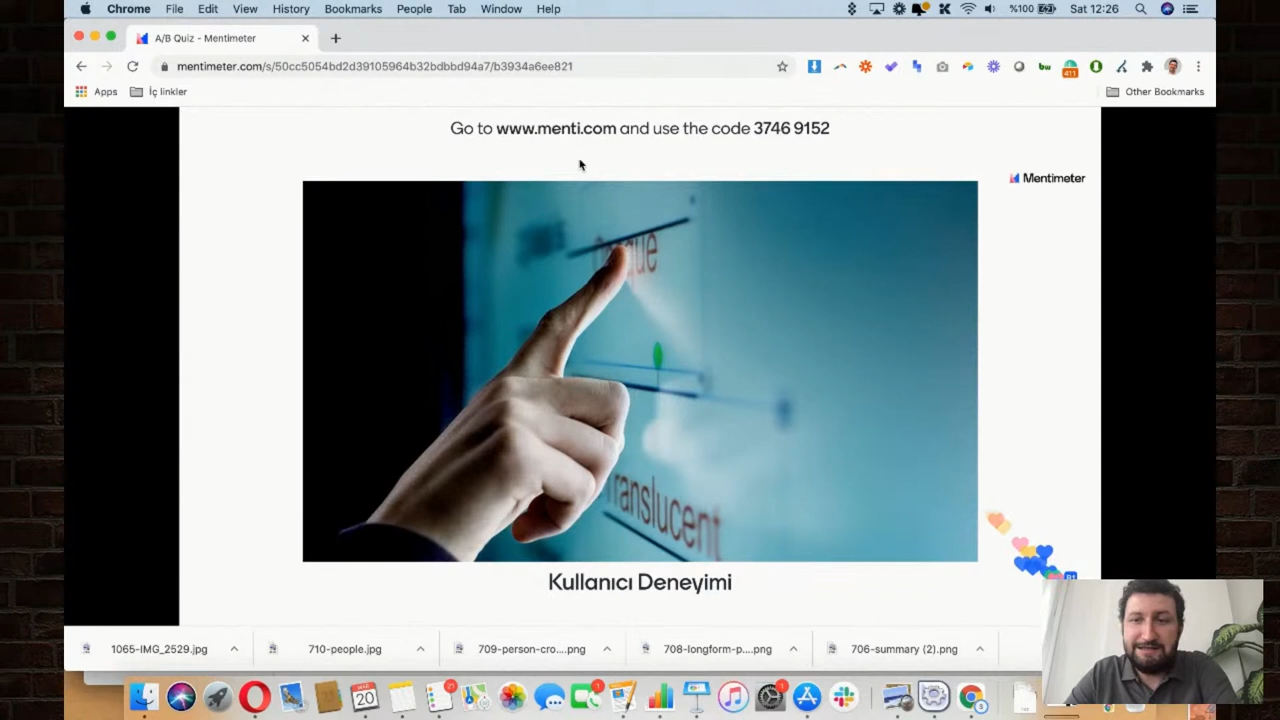 Chrome File Edit View History Bookmarks People Tab Window Help %100 Sat 12:26
A/B Quiz - Mentimeter
mentimeter.com/s/50cc5054bd2d39105964b32bdbbd94a7/b3934a6ee821
411
Apps İç linkler Other Bookmarks
Go to www.menti.com and use the code 3746 9152
Mentimeter
Translucent
Kullanıcı Deneyimi
1065-IMG_2529.jpg 710-people.jpg 709-person-cro....png 708-longform-p....png 706-summary (2).png
20